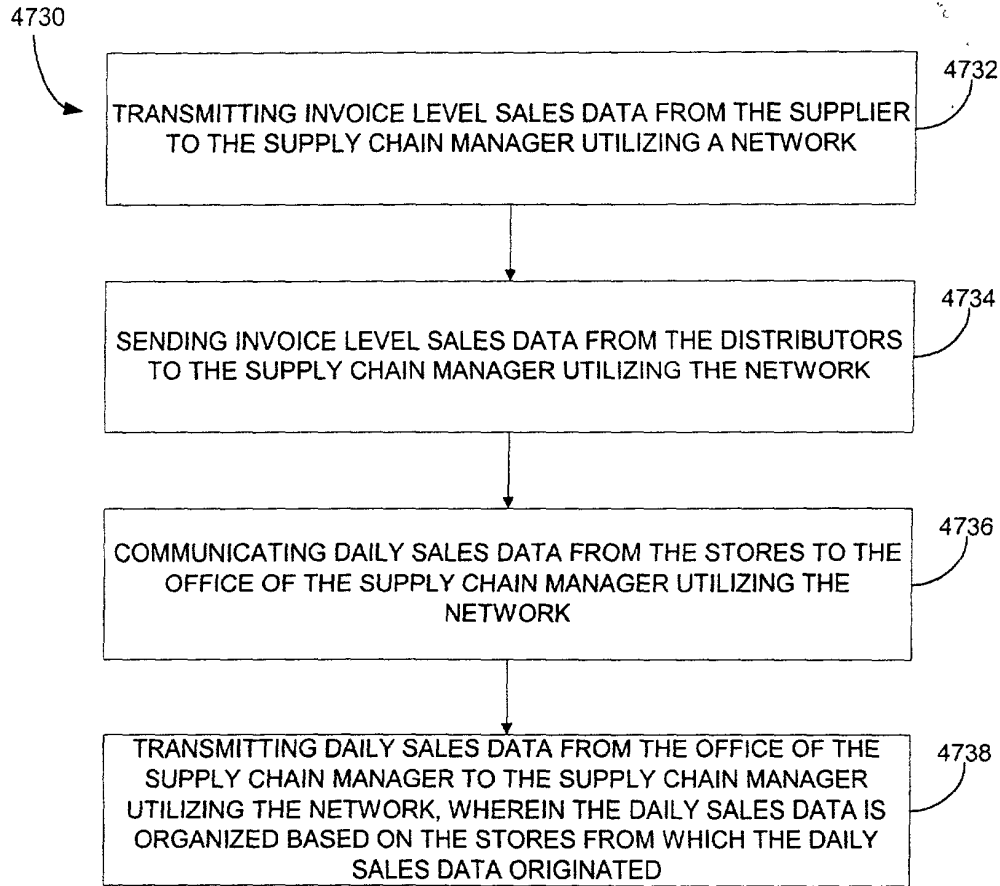 4730
4732
TRANSMITTING INVOICE LEVEL SALES DATA FROM THE SUPPLIER
TO THE SUPPLY CHAIN MANAGER UTILIZING A NETWORK
4734
SENDING INVOICE LEVEL SALES DATA FROM THE DISTRIBUTORS
TO THE SUPPLY CHAIN MANAGER UTILIZING THE NETWORK
4736
COMMUNICATING DAILY SALES DATA FROM THE STORES TO THE
OFFICE OF THE SUPPLY CHAIN MANAGER UTILIZING THE
NETWORK
4738
TRANSMITTING DAILY SALES DATA FROM THE OFFICE OF THE
SUPPLY CHAIN MANAGER TO THE SUPPLY CHAIN MANAGER
UTILIZING THE NETWORK, WHEREIN THE DAILY SALES DATA IS
ORGANIZED BASED ON THE STORES FROM WHICH THE DAILY
SALES DATA ORIGINATED